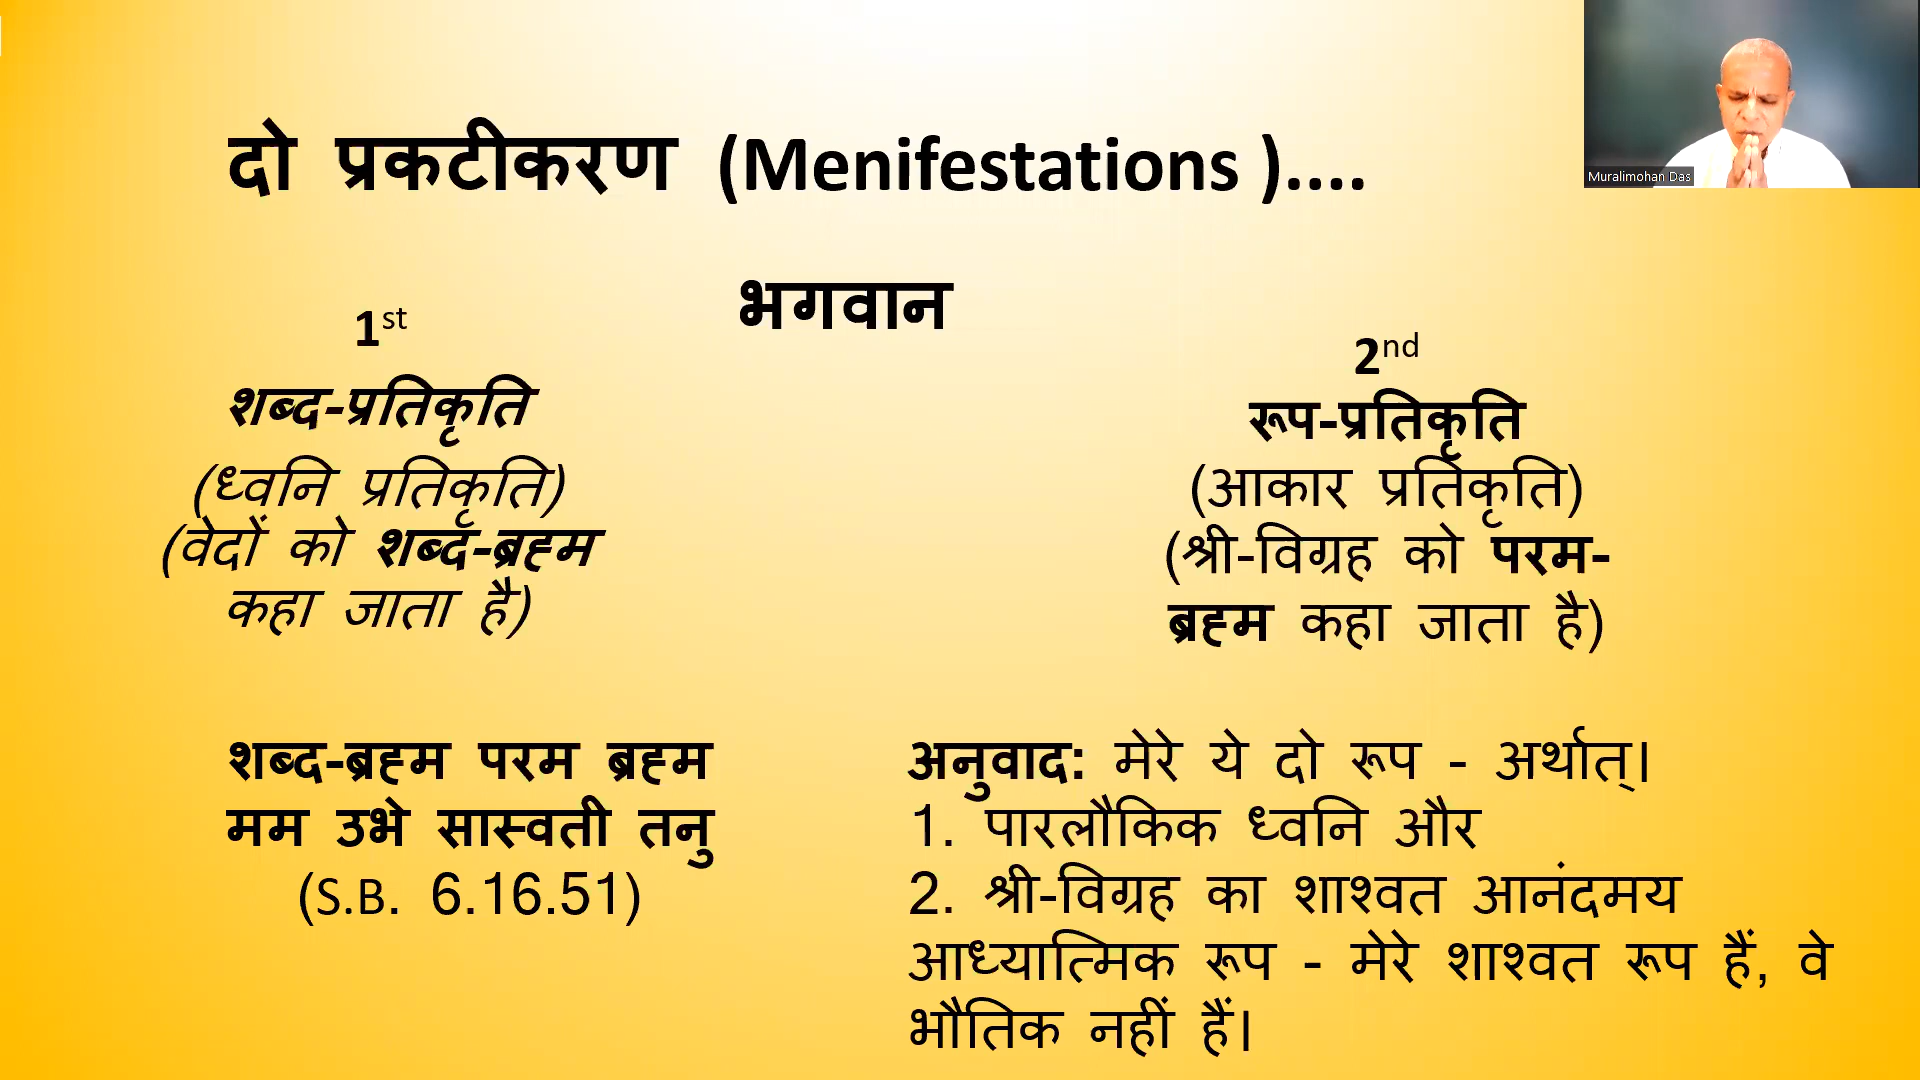 दो प्रकटीकरण (Menifestations )....
भगवान
1st
शब्द-प्रतिकृति
(ध्वनि प्रतिकृति)
(वेदों को शब्द-ब्रह्म
कहा जाता है)
2nd
रूप-प्रतिकृति
(आकार प्रतिकृति)
(श्री-विग्रह को परम-
ब्रह्म कहा जाता है)
शब्द-ब्रह्म परम ब्रह्म
मम उभे सास्वती तनु
(S.B. 6.16.51)
अनुवाद: मेरे ये दो रूप - अर्थात्।
1. पारलौकिक ध्वनि और
2. श्री-विग्रह का शाश्वत आनंदमय
आध्यात्मिक रूप - मेरे शाश्वत रूप हैं, वे
भौतिक नहीं हैं।
Muralimohan Das